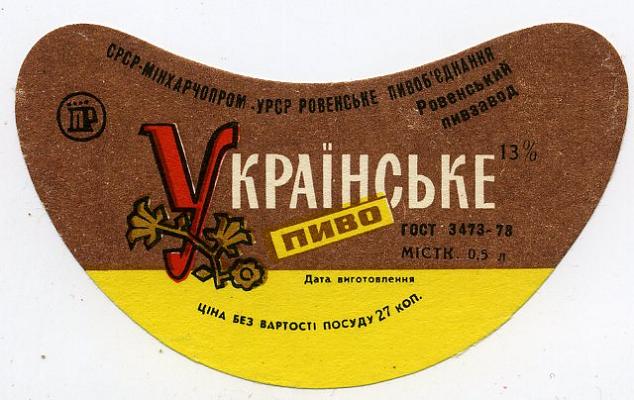 СРСР-МІНХАРЧОПРОМ-УРСР РОВЕНСЬКЕ ПИВОБ'ЄДНАННЯ
Ровенський
пивзавод
ПР
УКРАЇНСЬКЕ
13%
ПИВО
ГОСТ 3473-78
МІСТК. 0,5 л
Дата виготовлення
ЦІНА БЕЗ ВАРТОСТІ ПОСУДУ 27 КОП.